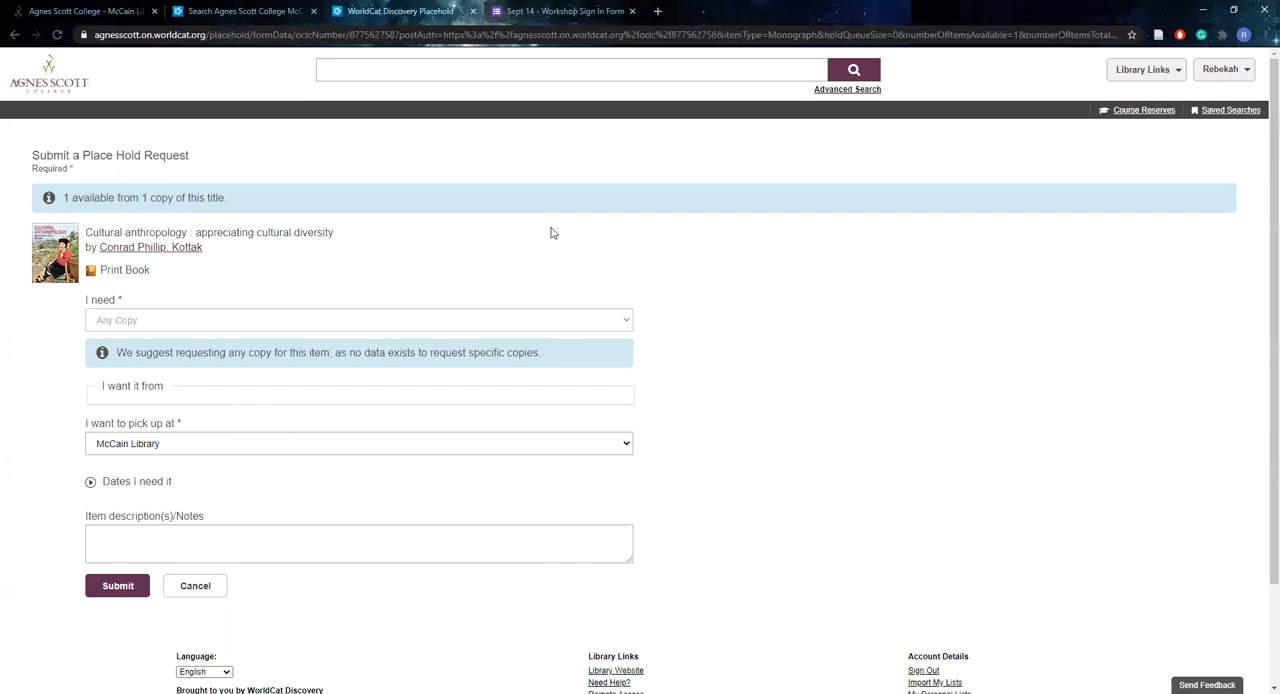 Agnes Scott College - McCain Li
Search Agnes Scott College McC
WorldCat Discovery Placehold
Sept 14 - Workshop Sign In Form
agnesscott.on.worldcat.org/placehold/formData/oclcNumber/877562758?postAuth=https%3a%2f%2fagnesscott.on.worldcat.org%2foclc%2f877562758&itemType=Monograph&holdQueueSize=0&numberOfItemsAvailable=1&numberOfItemsTotal...
R
AGNES SCOTT
COLLEGE
Advanced Search
Library Links
Rebekah
Course Reserves
Saved Searches
Submit a Place Hold Request
Required *
1 available from 1 copy of this title.
Cultural anthropology : appreciating cultural diversity
by Conrad Phillip. Kottak
Print Book
I need *
Any Copy
We suggest requesting any copy for this item, as no data exists to request specific copies.
I want it from
I want to pick up at *
McCain Library
Dates I need it
Item description(s)/Notes
Submit
Cancel
Language:
English
Brought to you by WorldCat Discovery
Library Links
Library Website
Need Help?
Remote Access
Account Details
Sign Out
Import My Lists
My Personal Lists
Send Feedback